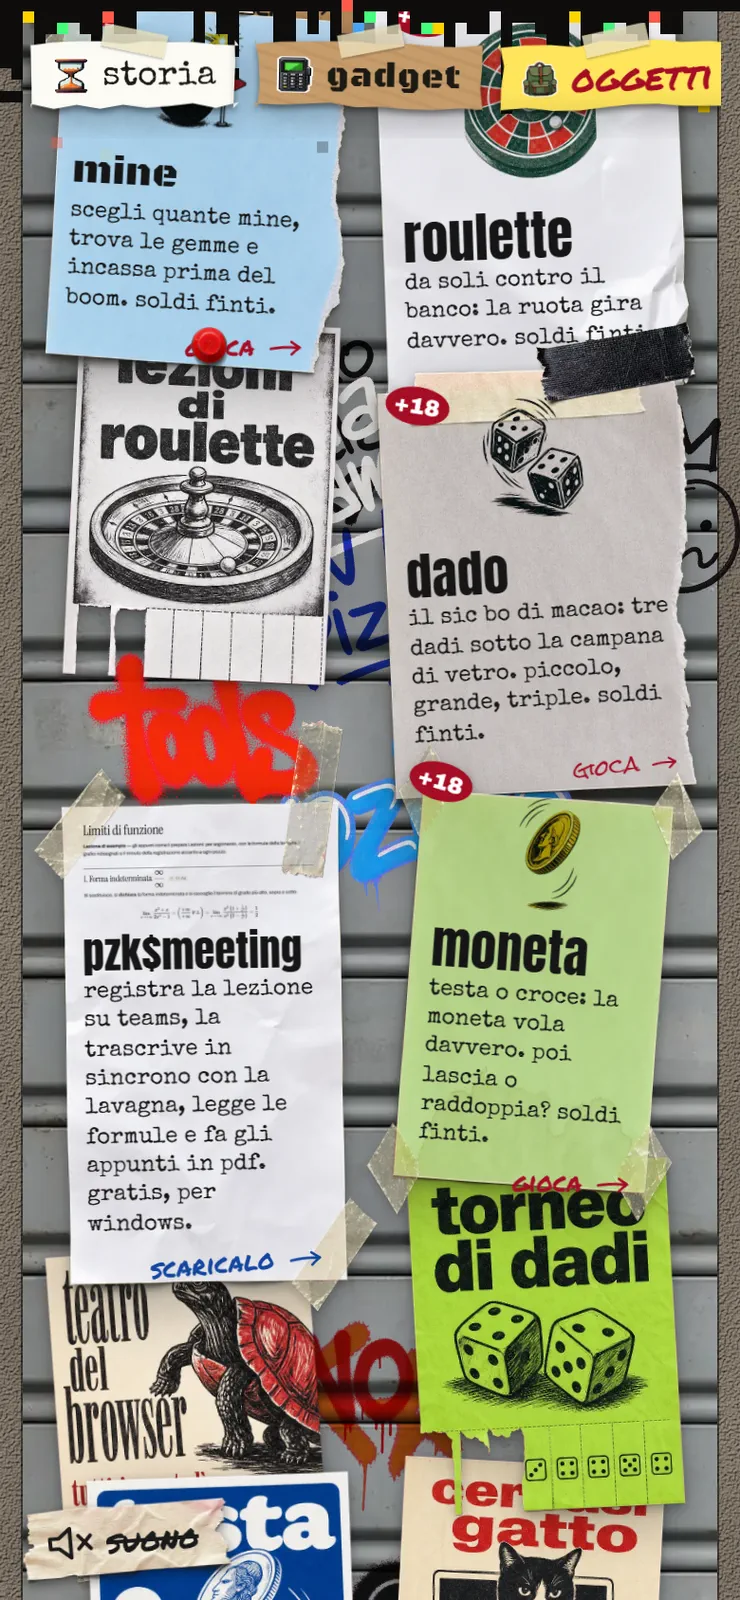 storia
gadget
OGGETTI
mine
scegli quante mine,
trova le gemme e
incassa prima del
boom. soldi finti.
roulette
da soli contro il
banco: la ruota gira
davvero. soldi finti.
lezioni
di
roulette
+18
dado
il sic bo di macao: tre
dadi sotto la campana
di vetro. piccolo,
grande, triple. soldi
finti.
GIOCA →
tools
Limiti di funzione
1. Forma indeterminata ∞/∞
pzk$meeting
registra la lezione
su teams, la
trascrive in
sincrono con la
lavagna, legge le
formule e fa gli
appunti in pdf.
gratis, per
windows.
SCARICALO →
+18
moneta
testa o croce: la
moneta vola
davvero. poi
lascia o
raddoppia? soldi
finti.
GIOCA →
torneo
di dadi
teatro
del
browser
SUONO
gatto